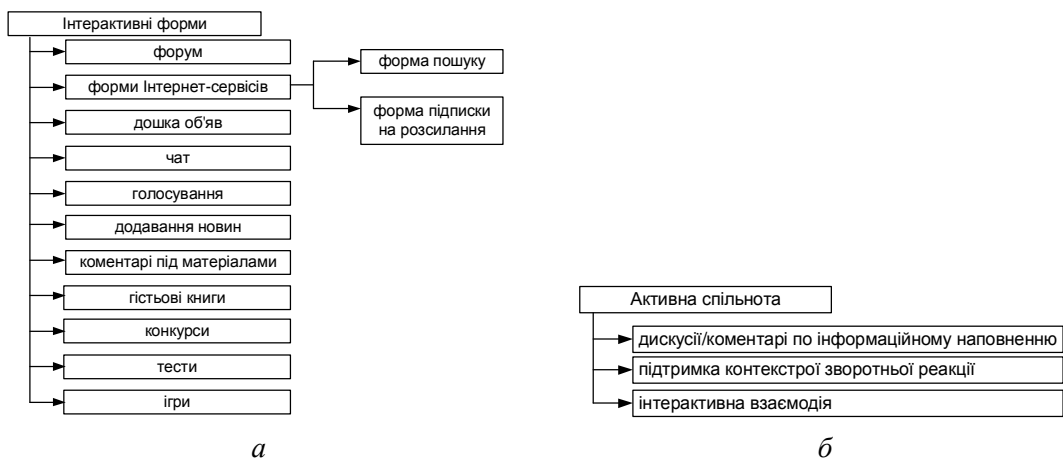 Інтерактивні форми
форум
форми Інтернет-сервісів
форма пошуку
форма підписки
на розсилання
дошка об'яв
чат
голосування
додавання новин
коментарі під матеріалами
гістьові книги
конкурси
тести
ігри
а
Активна спільнота
дискусії/коментарі по інформаційному наповненню
підтримка контекстрої зворотньої реакції
інтерактивна взаємодія
б